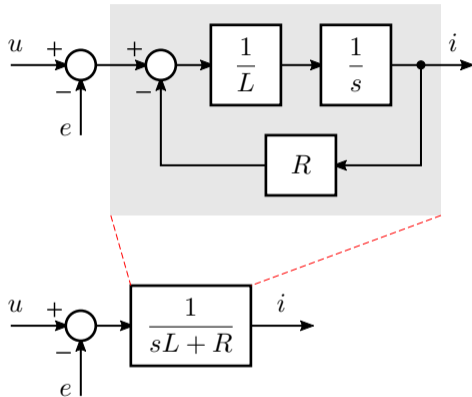 u + − e + − 1/L 1/s i
R
u + − e 1/(sL + R) i